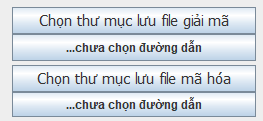 Chọn thư mục lưu file giải mã
...chưa chọn đường dẫn
Chọn thư mục lưu file mã hóa
...chưa chọn đường dẫn